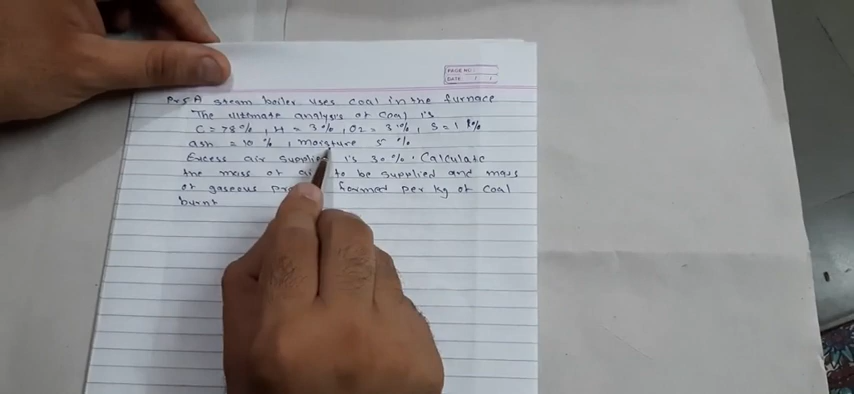 PAGE NO:
DATE / /
Pr 5 A steam boiler uses coal in the furnace
The ultimate analysis of coal is
C = 78%, H = 3%, O2 = 3%, S = 1%
ash = 10%, moisture 5%
Excess air supplied is 30%. Calculate
the mass of to be supplied and mass
of gaseous formed per kg of coal
burnt